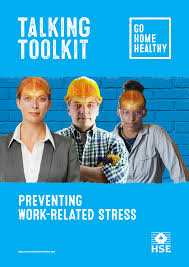 TALKING
TOOLKIT
GO
HOME
HEALTHY
PREVENTING
WORK-RELATED STRESS
HSE